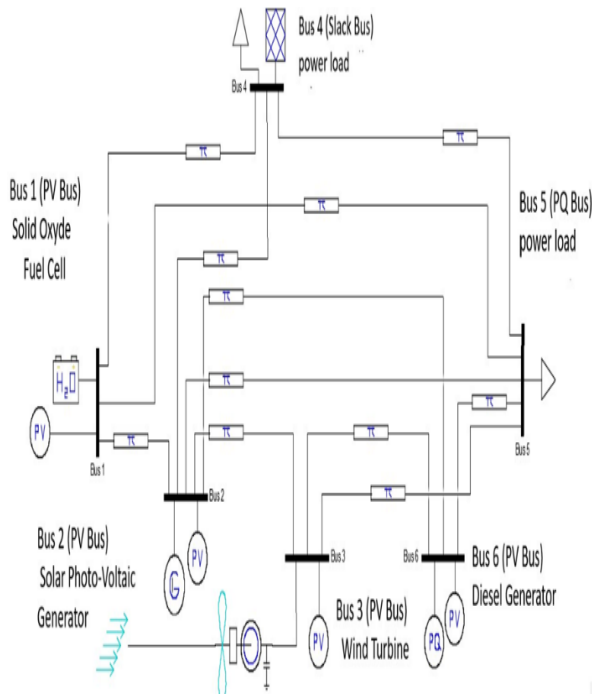 Bus 4 (Slack Bus)
power load
Bus 4
π
π
Bus 1 (PV Bus)
Solid Oxyde
Fuel Cell
π
Bus 5 (PQ Bus)
power load
π
π
H2O
π
PV
π
π
π
π
Bus 1
Bus 5
Bus 2
π
Bus 2 (PV Bus)
Solar Photo-Voltaic
Generator
G
PV
Bus 3
Bus 6
Bus 6 (PV Bus)
Diesel Generator
Bus 3 (PV Bus)
Wind Turbine
PV
PQ
PV